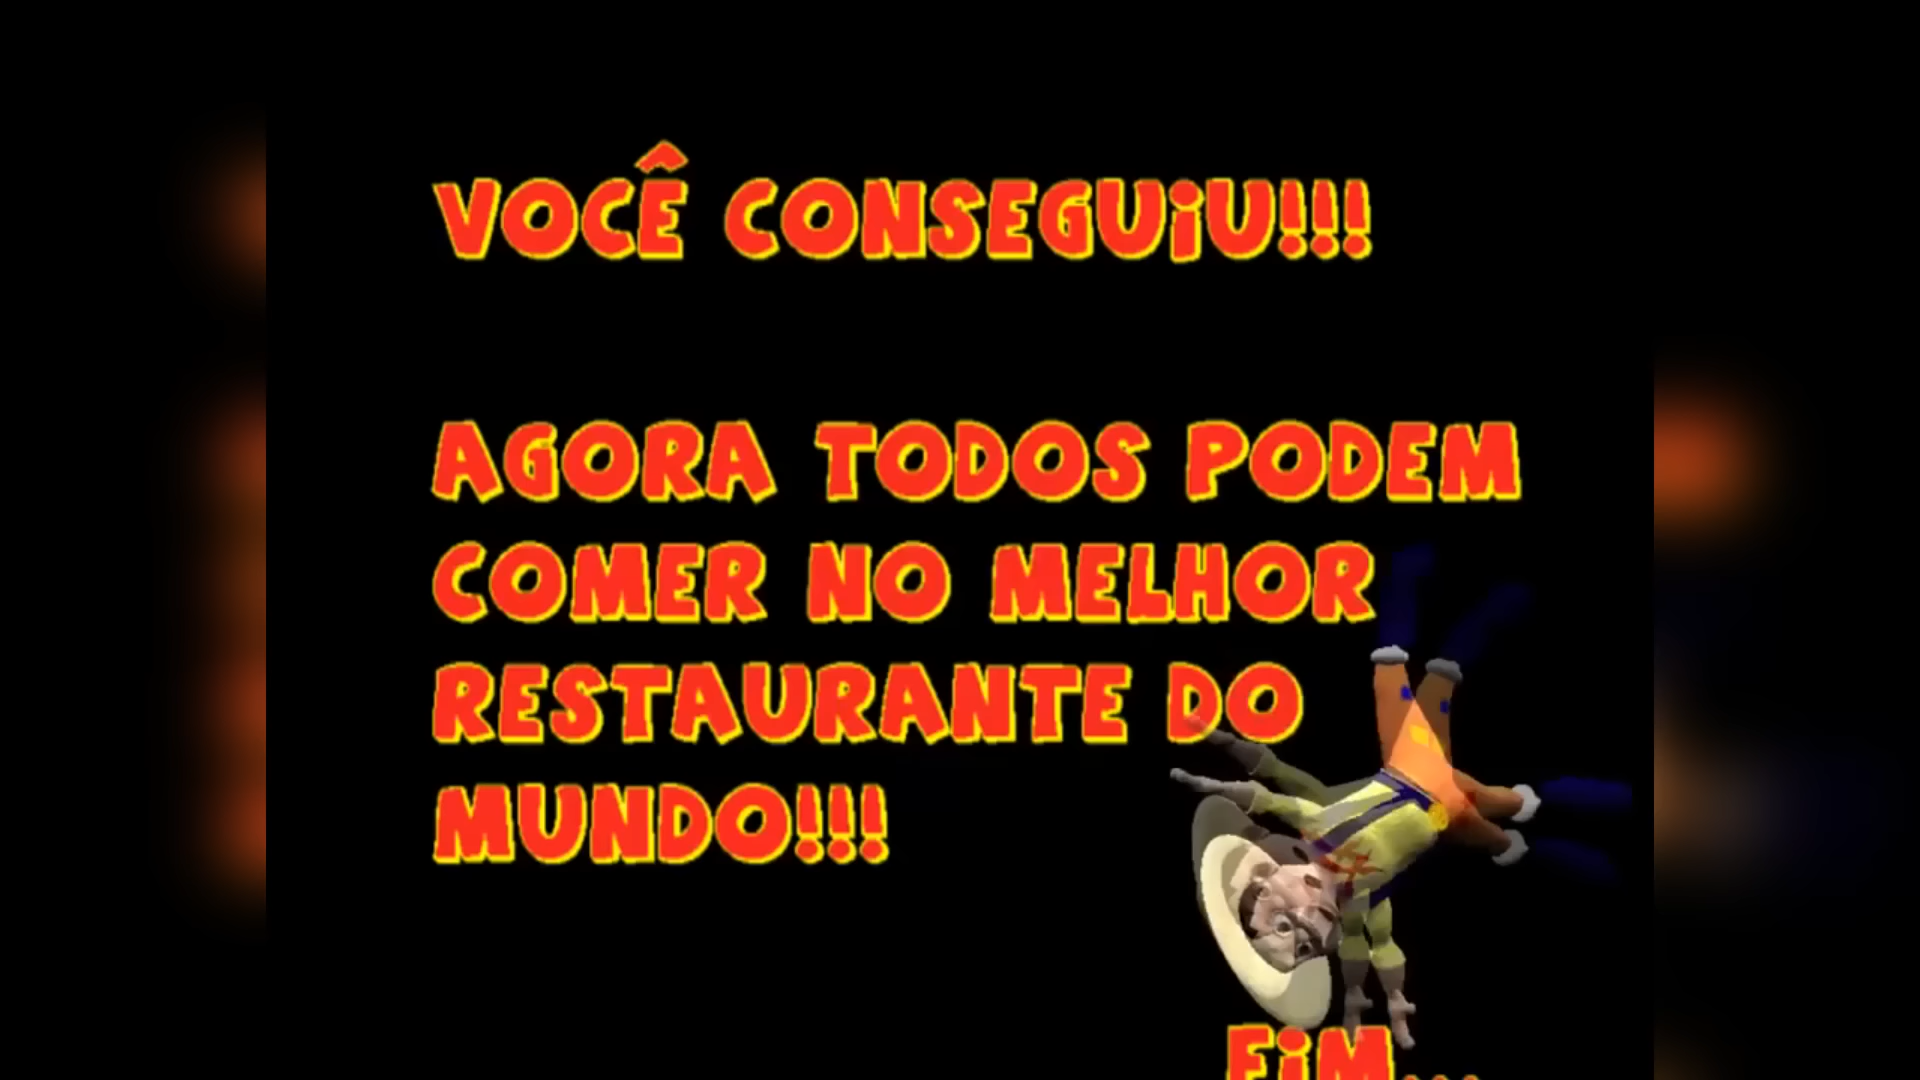 VOCÊ CONSEGUiU!!!
AGORA TODOS PODEM
COMER NO MELHOR
RESTAURANTE DO
MUNDO!!!
FiM...